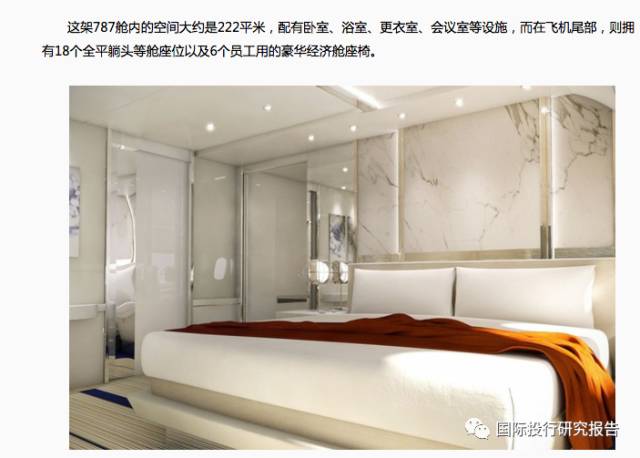 这架787舱内的空间大约是222平米，配有卧室、浴室、更衣室、会议室等设施，而在飞机尾部，则拥
有18个全平躺头等舱座位以及6个员工用的豪华经济舱座椅。
国际投行研究报告